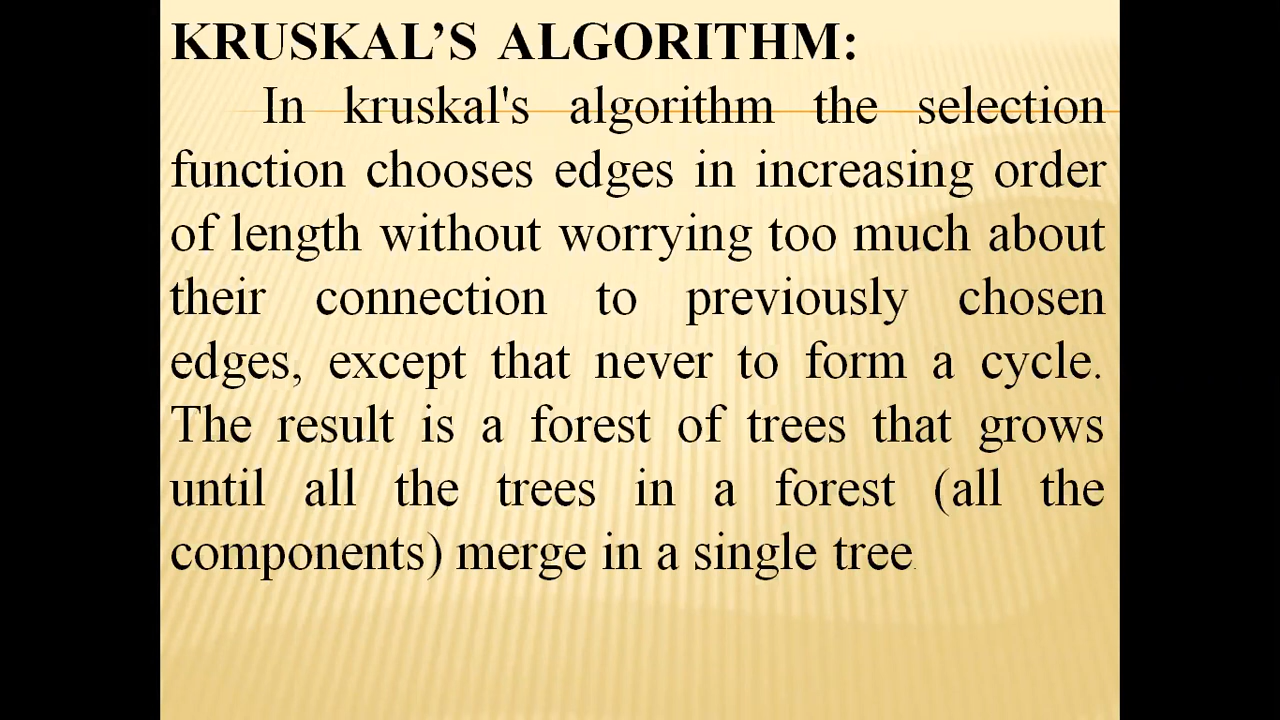 KRUSKAL’S ALGORITHM:
In kruskal's algorithm the selection
function chooses edges in increasing order
of length without worrying too much about
their connection to previously chosen
edges, except that never to form a cycle.
The result is a forest of trees that grows
until all the trees in a forest (all the
components) merge in a single tree.